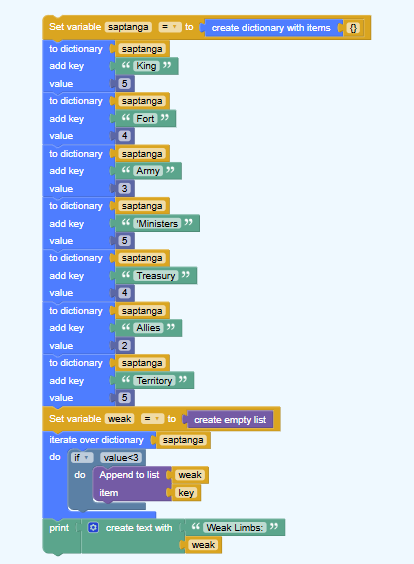 Set variable saptanga = to create dictionary with items {}
to dictionary saptanga
add key “ King ”
value 5
to dictionary saptanga
add key “ Fort ”
value 4
to dictionary saptanga
add key “ Army ”
value 3
to dictionary saptanga
add key “ 'Ministers ”
value 5
to dictionary saptanga
add key “ Treasury ”
value 4
to dictionary saptanga
add key “ Allies ”
value 2
to dictionary saptanga
add key “ Territory ”
value 5
Set variable weak = to create empty list
iterate over dictionary saptanga
do if value<3
do Append to list weak
item key
print create text with “ Weak Limbs: ”
weak